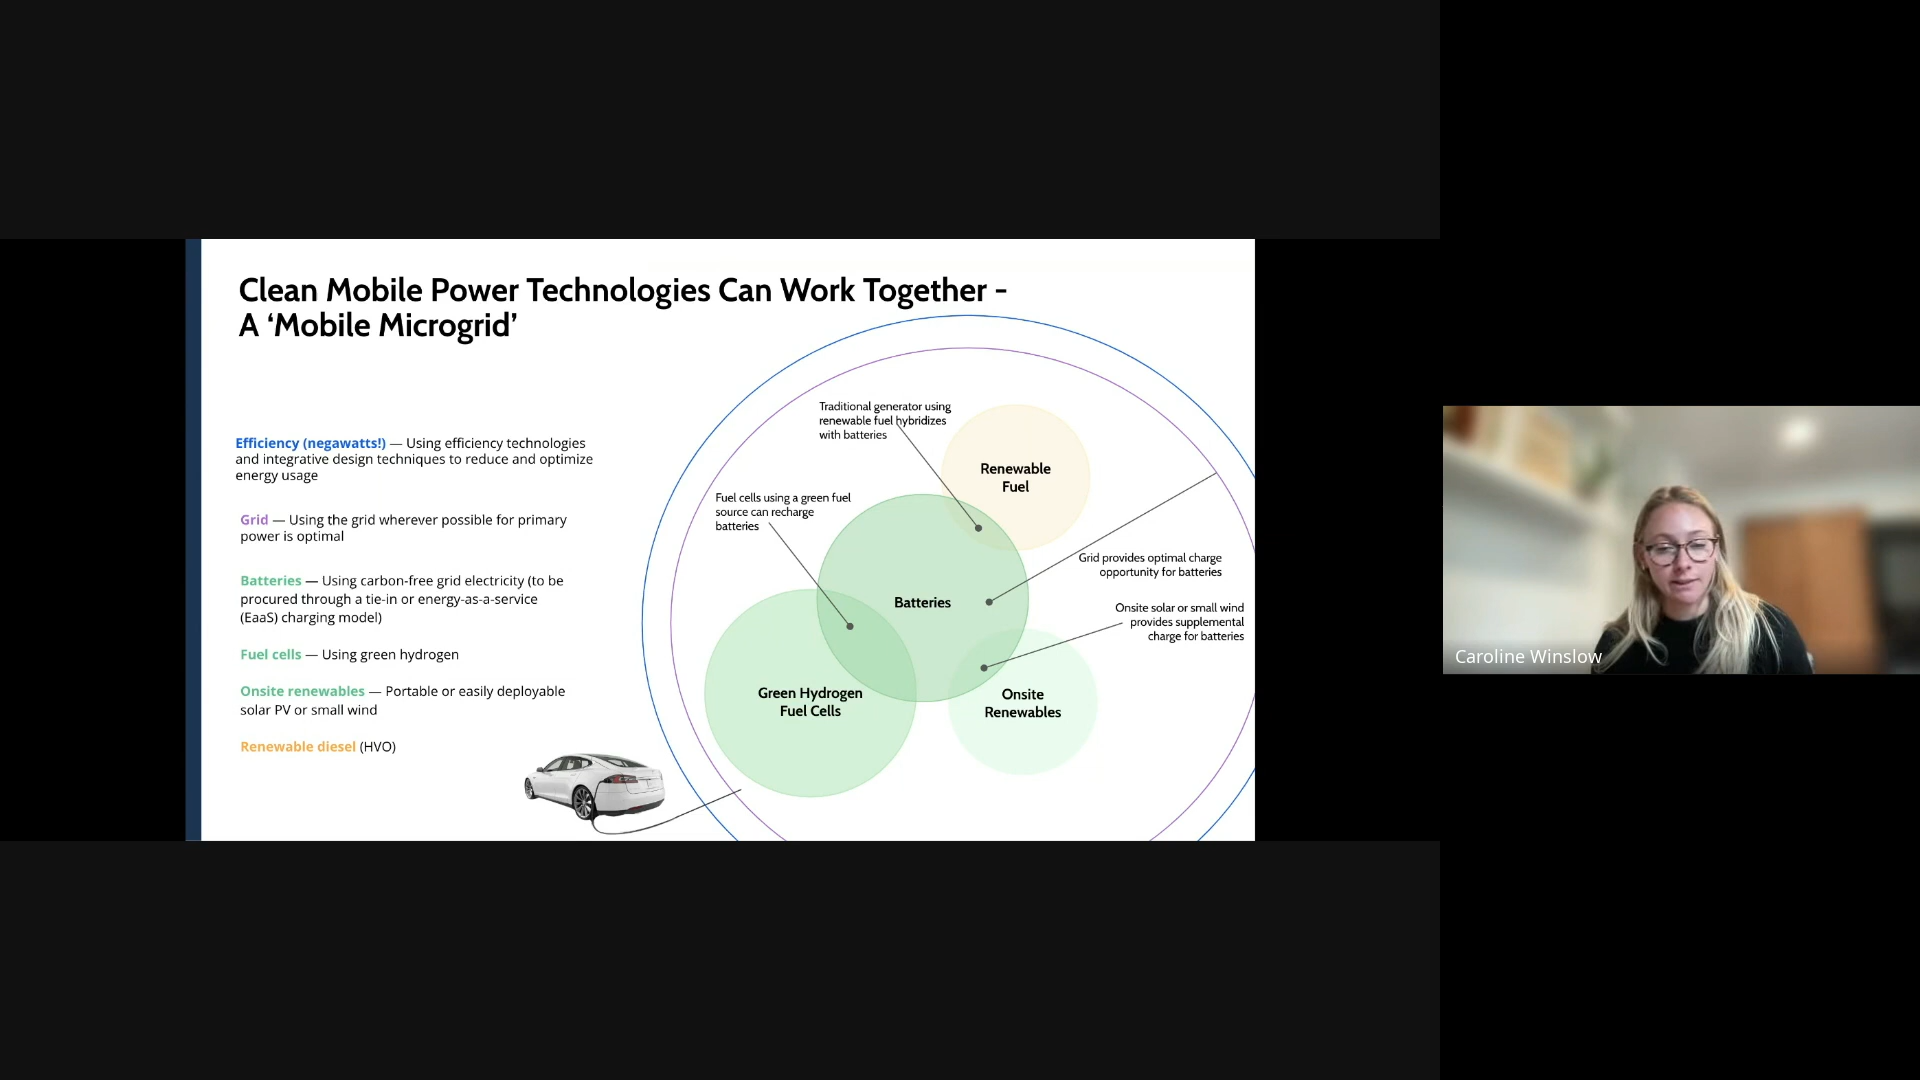 Clean Mobile Power Technologies Can Work Together -
A ‘Mobile Microgrid’
Efficiency (negawatts!) — Using efficiency technologies
and integrative design techniques to reduce and optimize
energy usage
Grid — Using the grid wherever possible for primary
power is optimal
Batteries — Using carbon-free grid electricity (to be
procured through a tie-in or energy-as-a-service
(EaaS) charging model)
Fuel cells — Using green hydrogen
Onsite renewables — Portable or easily deployable
solar PV or small wind
Renewable diesel (HVO)
Traditional generator using
renewable fuel hybridizes
with batteries
Renewable
Fuel
Fuel cells using a green fuel
source can recharge
batteries
Grid provides optimal charge
opportunity for batteries
Batteries
Onsite solar or small wind
provides supplemental
charge for batteries
Green Hydrogen
Fuel Cells
Onsite
Renewables
Caroline Winslow